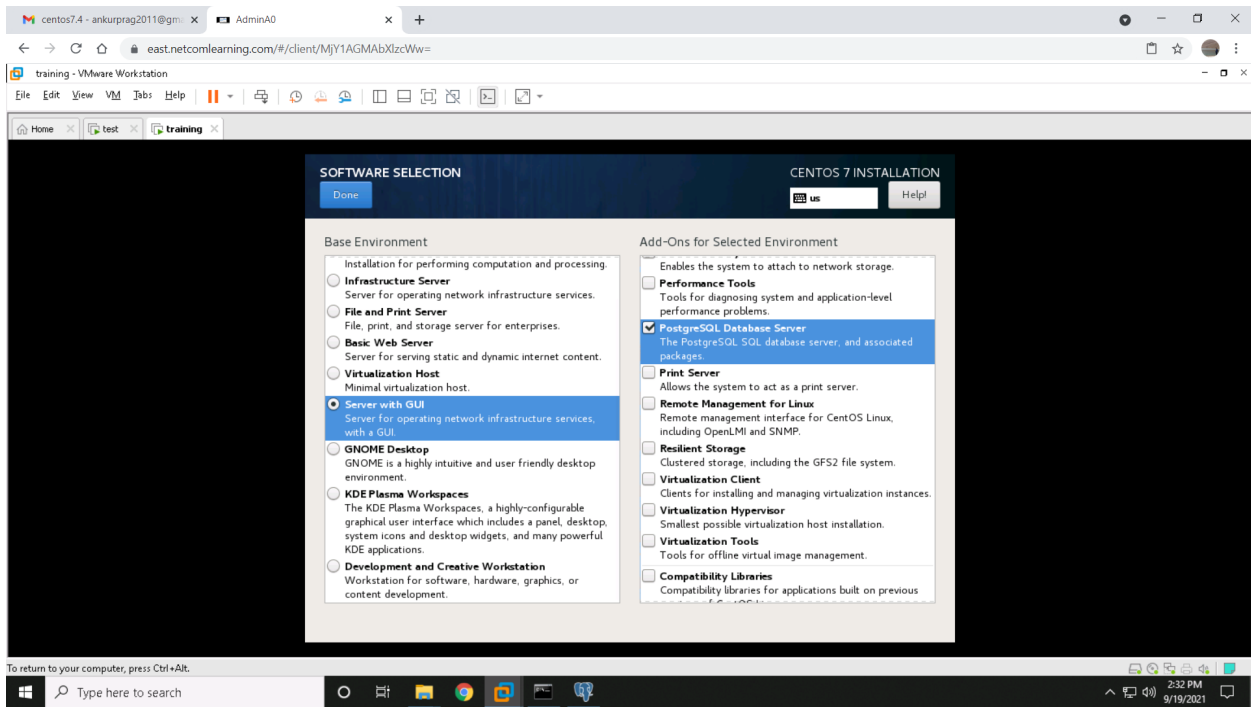 centos7.4 - ankurprag2011@gm
AdminA0
east.netcomlearning.com/#/client/MjY1AGMAbXlzcWw=
training - VMware Workstation
File Edit View VM Tabs Help
Home
test
training
SOFTWARE SELECTION
Done
CENTOS 7 INSTALLATION
us
Help!
Base Environment
Installation for performing computation and processing.
Infrastructure Server
Server for operating network infrastructure services.
File and Print Server
File, print, and storage server for enterprises.
Basic Web Server
Server for serving static and dynamic internet content.
Virtualization Host
Minimal virtualization host.
Server with GUI
Server for operating network infrastructure services,
with a GUI.
GNOME Desktop
GNOME is a highly intuitive and user friendly desktop
environment.
KDE Plasma Workspaces
The KDE Plasma Workspaces, a highly-configurable
graphical user interface which includes a panel, desktop,
system icons and desktop widgets, and many powerful
KDE applications.
Development and Creative Workstation
Workstation for software, hardware, graphics, or
content development.
Add-Ons for Selected Environment
Enables the system to attach to network storage.
Performance Tools
Tools for diagnosing system and application-level
performance problems.
PostgreSQL Database Server
The PostgreSQL SQL database server, and associated
packages.
Print Server
Allows the system to act as a print server.
Remote Management for Linux
Remote management interface for CentOS Linux,
including OpenLMI and SNMP.
Resilient Storage
Clustered storage, including the GFS2 file system.
Virtualization Client
Clients for installing and managing virtualization instances.
Virtualization Hypervisor
Smallest possible virtualization host installation.
Virtualization Tools
Tools for offline virtual image management.
Compatibility Libraries
Compatibility libraries for applications built on previous
To return to your computer, press Ctrl+Alt.
Type here to search
2:32 PM
9/19/2021